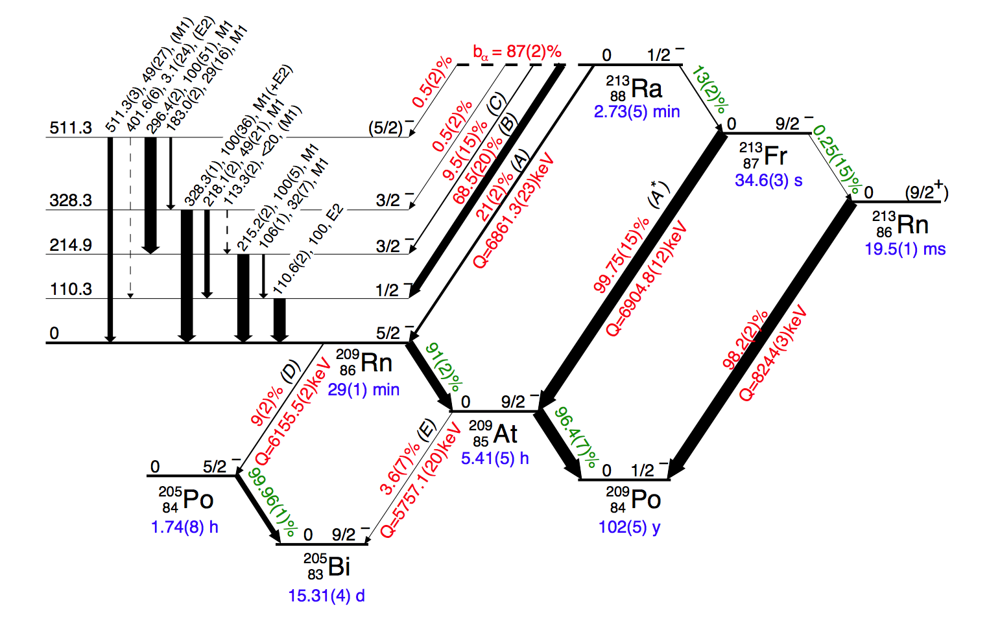 511.3(3), 49(27), (M1)
401.6(6), 3.1(24), (E2)
296.4(2), 100(51), M1
183.0(2), 29(16), M1
328.3(1), 100(36), M1(+E2)
218.1(2), 49(21), M1
113.3(2), <20, (M1)
215.2(2), 100(5), M1
106(1), 32(7), M1
110.6(2), 100, E2
511.3 (5/2)−
328.3 3/2−
214.9 3/2−
110.3 1/2−
0 5/2−
bα = 87(2)%
0.5(2)%
0.5(2)%
9.5(15)% (C)
68.5(20)% (B)
21(2)% (A)
Q=6861.3(23)keV
0 1/2−
213 88 Ra
2.73(5) min
13(2)%
0 9/2−
213 87 Fr
34.6(3) s
0.25(15)%
0 (9/2+)
213 86 Rn
19.5(1) ms
99.75(15)% (A*)
Q=6904.8(12)keV
98.2(2)%
Q=8244(3)keV
209 86 Rn
29(1) min
9(2)% (D)
Q=6155.5(2)keV
91(2)%
0 9/2−
209 85 At
5.41(5) h
3.6(7)% (E)
Q=5757.1(20)keV
96.4(7)%
0 1/2−
209 84 Po
102(5) y
0 5/2−
205 84 Po
1.74(8) h
99.96(1)%
0 9/2−
205 83 Bi
15.31(4) d